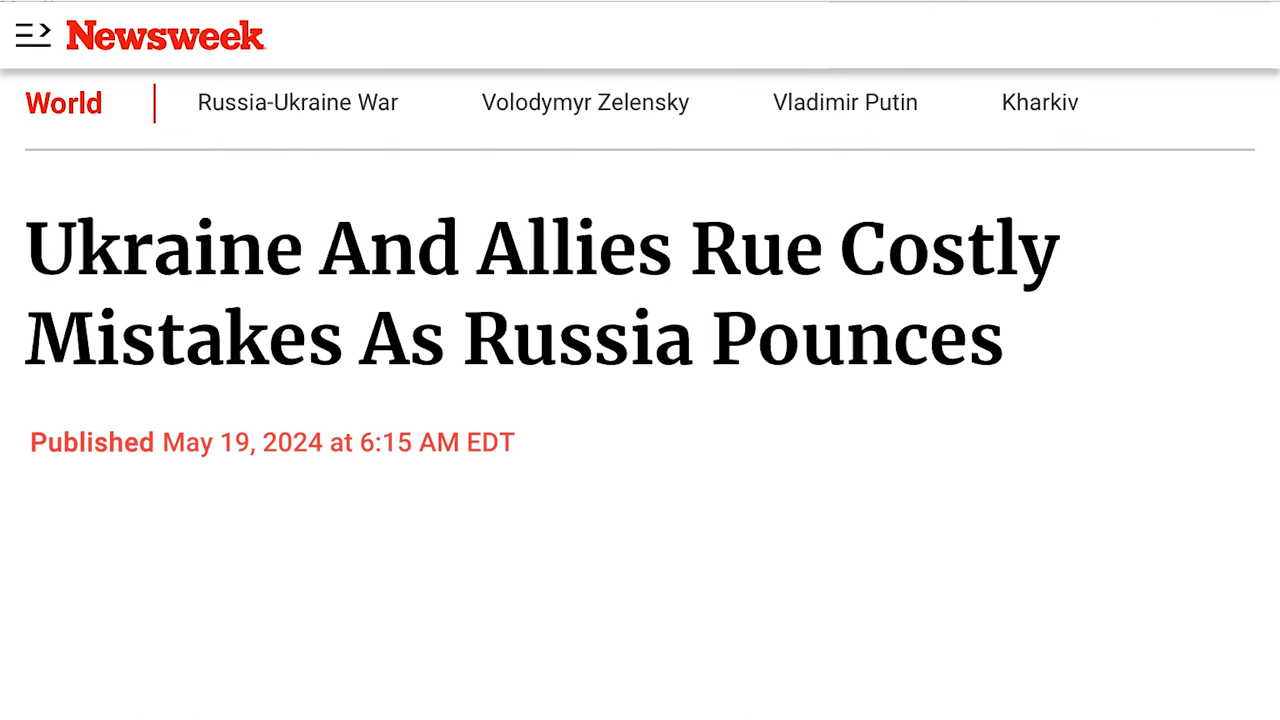 Newsweek
World Russia-Ukraine War Volodymyr Zelensky Vladimir Putin Kharkiv
Ukraine And Allies Rue Costly
Mistakes As Russia Pounces
Published May 19, 2024 at 6:15 AM EDT